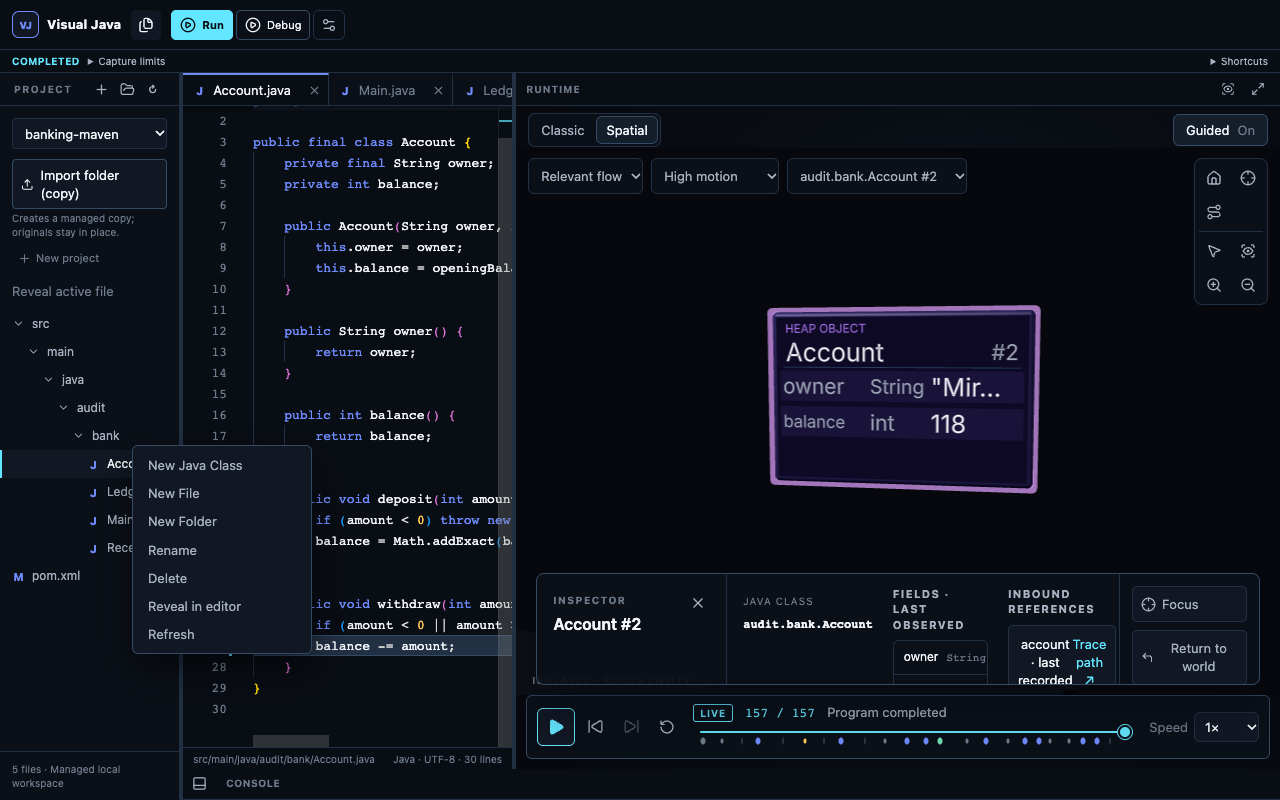 VJ Visual Java Run Debug
COMPLETED Capture limits Shortcuts
PROJECT
banking-maven
Import folder
(copy)
Creates a managed copy;
originals stay in place.
New project
Reveal active file
src
main
java
audit
bank
J Acco
J Ledg
J Main
J Rece
M pom.xml
5 files · Managed local
workspace
New Java Class
New File
New Folder
Rename
Delete
Reveal in editor
Refresh
J Account.java J Main.java J Ledg
2
3 public final class Account {
4 private final String owner;
5 private int balance;
6
7 public Account(String owner,
8 this.owner = owner;
9 this.balance = openingBal
10 }
11
12 public String owner() {
13 return owner;
14 }
15
16 public int balance() {
17 return balance;
lic void deposit(int amount
if (amount < 0) throw new
balance = Math.addExact(b
lic void withdraw(int amou
if (amount < 0 || amount
balance -= amount;
28 }
29 }
30
src/main/java/audit/bank/Account.java Java · UTF-8 · 30 lines
CONSOLE
RUNTIME
Classic Spatial Guided On
Relevant flow High motion audit.bank.Account #2
HEAP OBJECT
Account #2
owner String "Mir...
balance int 118
INSPECTOR
Account #2
JAVA CLASS
audit.bank.Account
FIELDS ·
LAST
OBSERVED
owner String
INBOUND
REFERENCES
account Trace
· last path
recorded ↗
Focus
Return to
world
LIVE 157 / 157 Program completed
Speed 1×